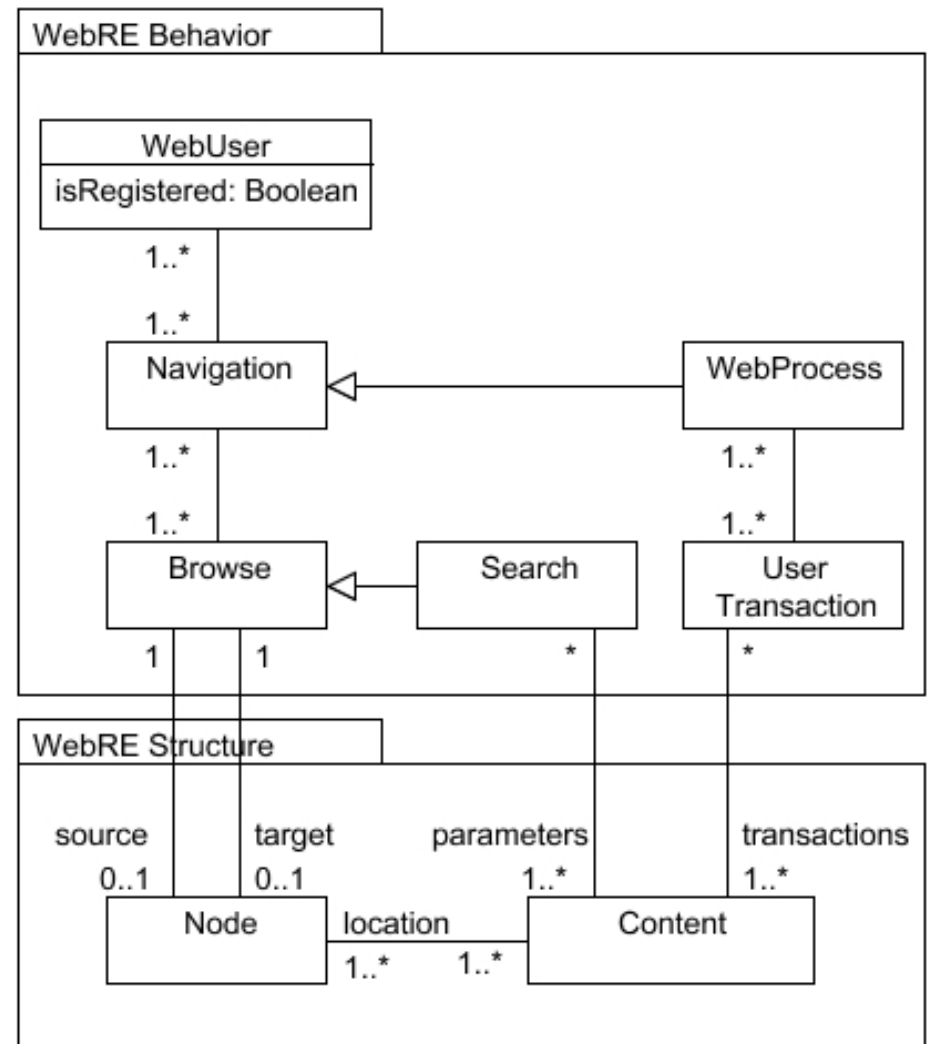 WebRE Behavior
WebUser
isRegistered: Boolean
1..*
1..*
Navigation
WebProcess
1..*
1..*
1..*
1..*
Browse
Search
User
Transaction
1
1
*
*
WebRE Structure
source
target
parameters
transactions
0..1
0..1
1..*
1..*
Node
location
Content
1..*
1..*